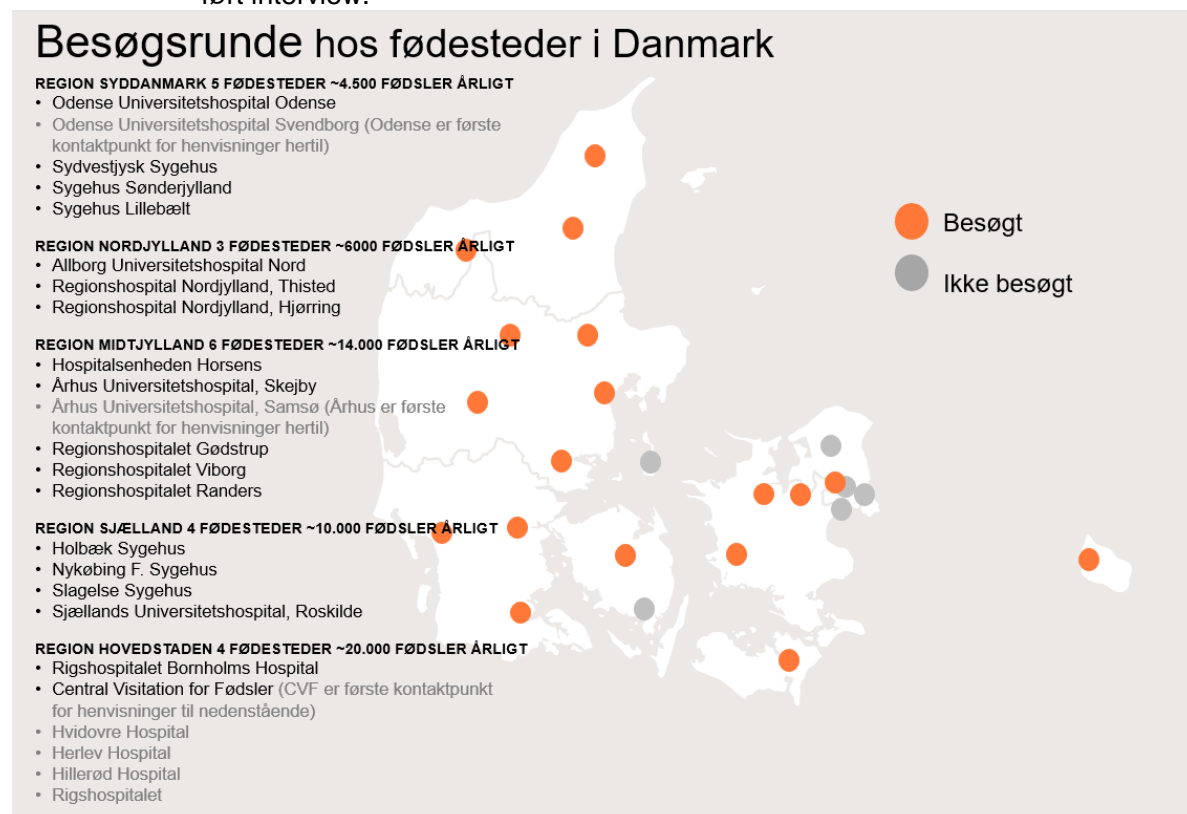 ført interview.
Besøgsrunde hos fødesteder i Danmark
REGION SYDDANMARK 5 FØDESTEDER ~4.500 FØDSLER ÅRLIGT
• Odense Universitetshospital Odense
• Odense Universitetshospital Svendborg (Odense er første
kontaktpunkt for henvisninger hertil)
• Sydvestjysk Sygehus
• Sygehus Sønderjylland
• Sygehus Lillebælt
REGION NORDJYLLAND 3 FØDESTEDER ~6000 FØDSLER ÅRLIGT
• Allborg Universitetshospital Nord
• Regionshospital Nordjylland, Thisted
• Regionshospital Nordjylland, Hjørring
REGION MIDTJYLLAND 6 FØDESTEDER ~14.000 FØDSLER ÅRLIGT
• Hospitalsenheden Horsens
• Århus Universitetshospital, Skejby
• Århus Universitetshospital, Samsø (Århus er første
kontaktpunkt for henvisninger hertil)
• Regionshospitalet Gødstrup
• Regionshospitalet Viborg
• Regionshospitalet Randers
REGION SJÆLLAND 4 FØDESTEDER ~10.000 FØDSLER ÅRLIGT
• Holbæk Sygehus
• Nykøbing F. Sygehus
• Slagelse Sygehus
• Sjællands Universitetshospital, Roskilde
REGION HOVEDSTADEN 4 FØDESTEDER ~20.000 FØDSLER ÅRLIGT
• Rigshospitalet Bornholms Hospital
• Central Visitation for Fødsler (CVF er første kontaktpunkt
for henvisninger til nedenstående)
• Hvidovre Hospital
• Herlev Hospital
• Hillerød Hospital
• Rigshospitalet
Besøgt
Ikke besøgt